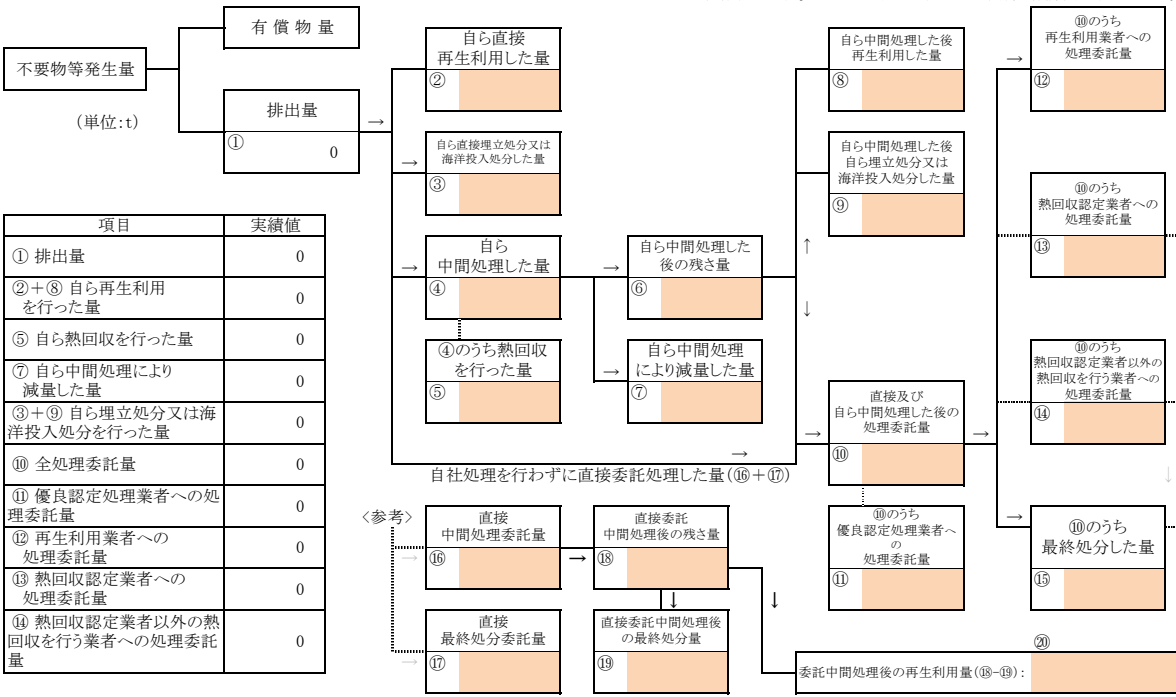 不要物等発生量
(単位:t)
有 償 物 量
排出量
→
①
0
自ら直接
再生利用した量
②
→
自ら直接埋立処分又は
海洋投入処分した量
③
→
自ら
中間処理した量
④
④のうち熱回収
を行った量
⑤
→
自ら中間処理した
後の残さ量
⑥
→
自ら中間処理
により減量した量
⑦
自ら中間処理した後
再生利用した量
⑧
自ら中間処理した後
自ら埋立処分又は
海洋投入処分した量
⑨
↑
↓
→
自社処理を行わずに直接委託処理した量(⑯+⑰)
→
直接及び
自ら中間処理した後の
処理委託量
⑩
⑩のうち
優良認定処理業者へ
の
処理委託量
⑪
→
→
⑩のうち
再生利用業者への
処理委託量
⑫
⑩のうち
熱回収認定業者への
処理委託量
⑬
⑩のうち
熱回収認定業者以外の
熱回収を行う業者への
処理委託量
⑭
↓
→
⑩のうち
最終処分した量
⑮
項目 実績値
① 排出量 0
②+⑧ 自ら再生利用
を行った量 0
⑤ 自ら熱回収を行った量 0
⑦ 自ら中間処理により
減量した量 0
③+⑨ 自ら埋立処分又は海
洋投入処分を行った量 0
⑩ 全処理委託量 0
⑪ 優良認定処理業者への処
理委託量 0
⑫ 再生利用業者への
処理委託量 0
⑬ 熱回収認定業者への
処理委託量 0
⑭ 熱回収認定業者以外の熱
回収を行う業者への処理委託
量 0
〈参考〉
→
直接
中間処理委託量
⑯
→
直接委託
中間処理後の残さ量
⑱
↓
↓
→
直接
最終処分委託量
⑰
直接委託中間処理後
の最終処分量
⑲
⑳
委託中間処理後の再生利用量(⑱-⑲):